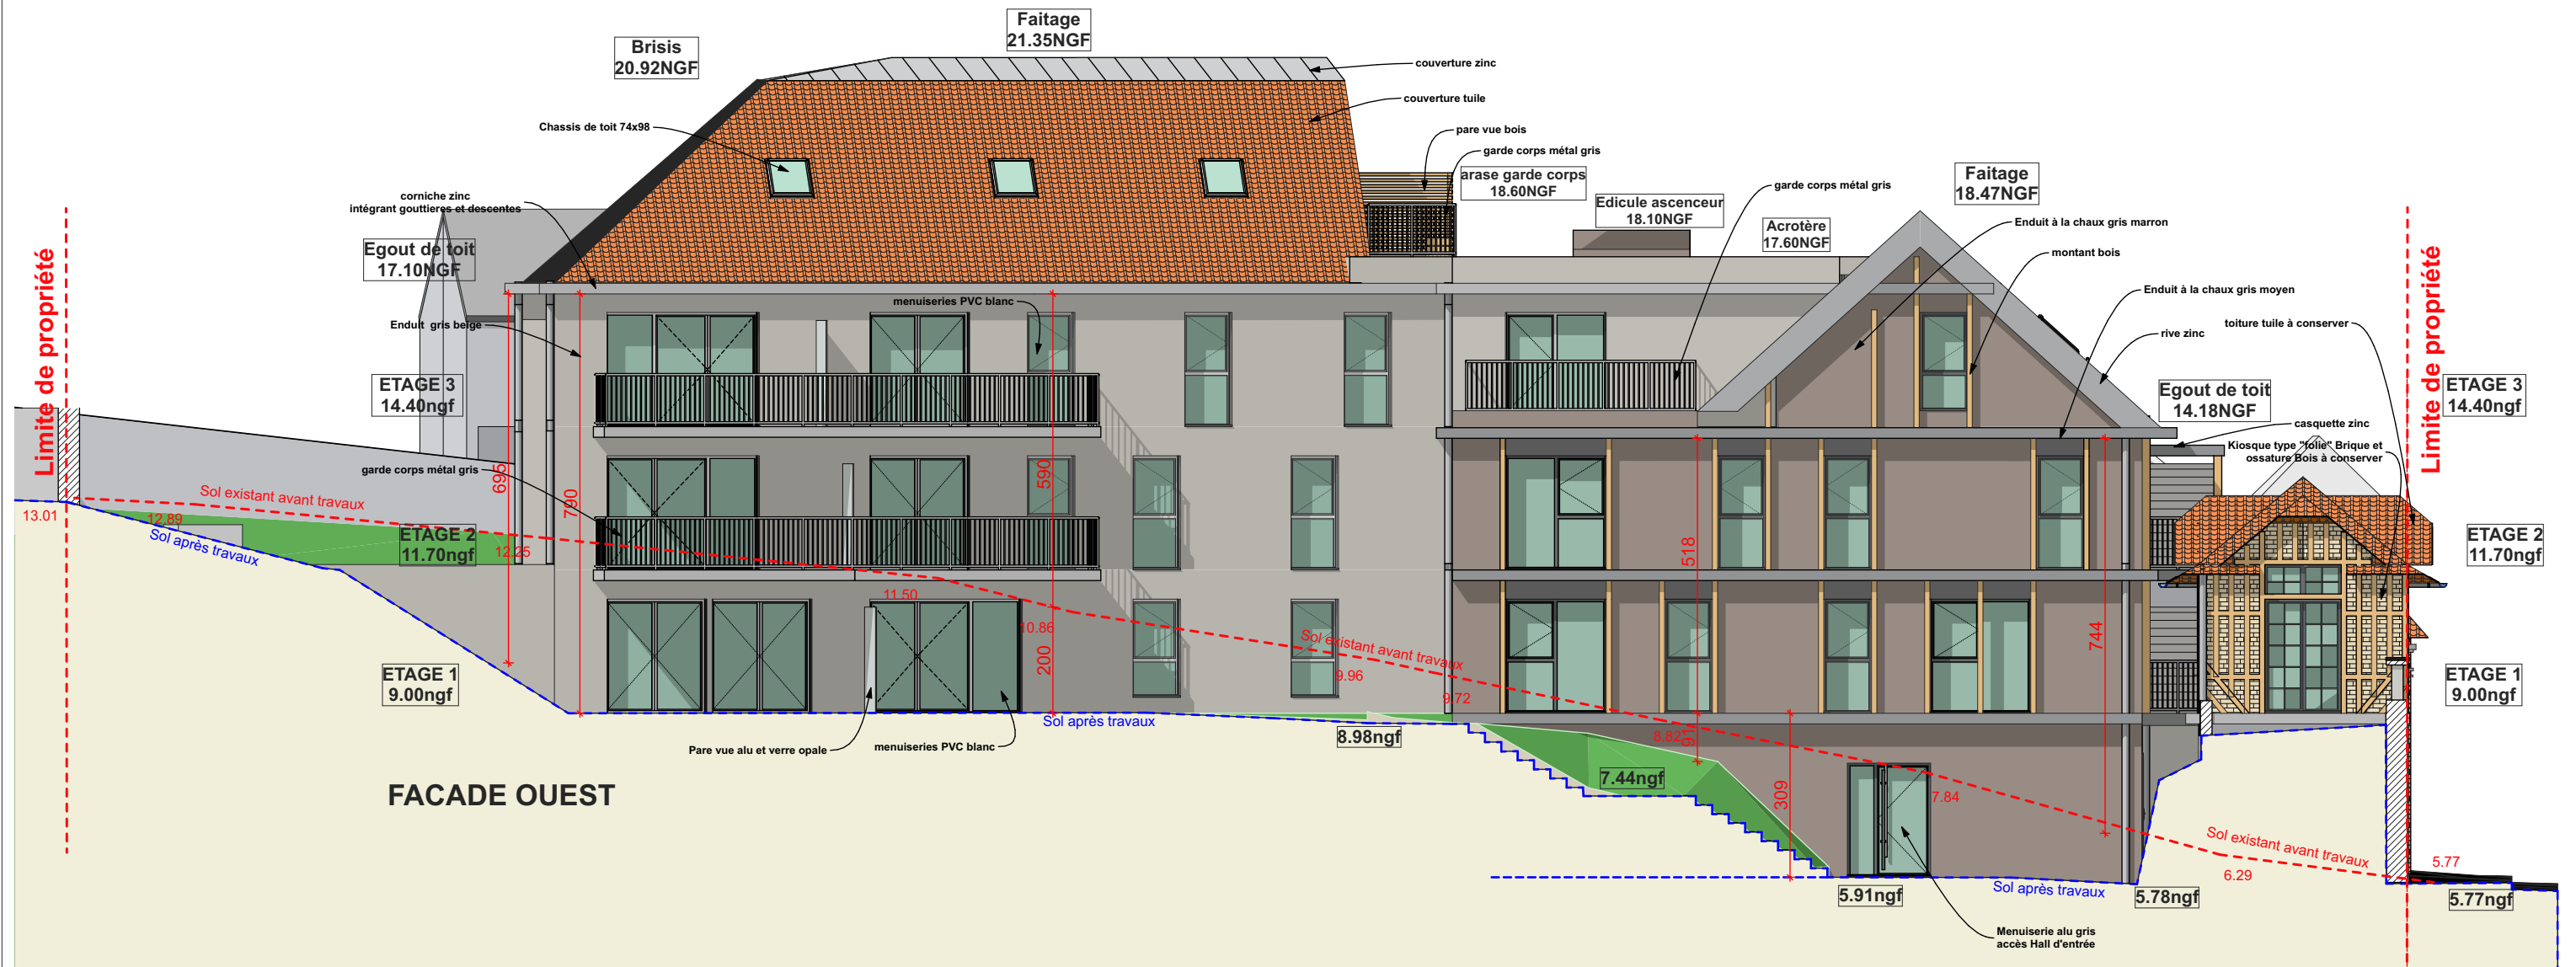 Faitage
21.35NGF
Brisis
20.92NGF
couverture zinc
couverture tuile
Chassis de toit 74x98
pare vue bois
garde corps métal gris
arase garde corps
18.60NGF
Edicule ascenceur
18.10NGF
Acrotère
17.60NGF
garde corps métal gris
Faitage
18.47NGF
Enduit à la chaux gris marron
montant bois
corniche zinc
intégrant gouttieres et descentes
Egout de toit
17.10NGF
Limite de propriété
Limite de propriété
menuiseries PVC blanc
Enduit gris beige
Enduit à la chaux gris moyen
toiture tuile à conserver
rive zinc
ETAGE 3
14.40ngf
Egout de toit
14.18NGF
ETAGE 3
14.40ngf
casquette zinc
Kiosque type "folie" Brique et
ossature Bois à conserver
garde corps métal gris
695
790
590
518
744
Sol existant avant travaux
13.01
12.89
Sol après travaux
ETAGE 2
11.70ngf
12.25
ETAGE 2
11.70ngf
11.50
10.86
200
Sol existant avant travaux
9.96
9.72
ETAGE 1
9.00ngf
ETAGE 1
9.00ngf
Sol après travaux
Pare vue alu et verre opale
menuiseries PVC blanc
8.98ngf
8.82
91
7.44ngf
309
7.84
FACADE OUEST
Sol existant avant travaux
5.77
6.29
Sol après travaux
5.91ngf
5.78ngf
5.77ngf
Menuiserie alu gris
accès Hall d'entrée